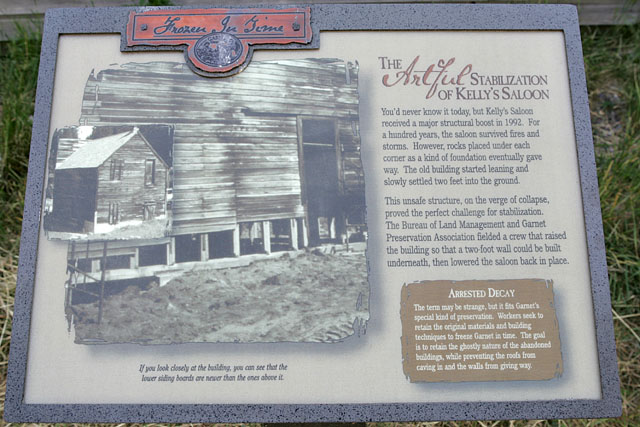 Frozen In Time
THE Artful STABILIZATION
OF KELLY'S SALOON
You'd never know it today, but Kelly's Saloon
received a major structural boost in 1992. For
a hundred years, the saloon survived fires and
storms. However, rocks placed under each
corner as a kind of foundation eventually gave
way. The old building started leaning and
slowly settled two feet into the ground.
This unsafe structure, on the verge of collapse,
proved the perfect challenge for stabilization.
The Bureau of Land Management and Garnet
Preservation Association fielded a crew that raised
the building so that a two-foot wall could be built
underneath, then lowered the saloon back in place.
ARRESTED DECAY
The term may be strange, but it fits Garnet's
special kind of preservation. Workers seek to
retain the original materials and building
techniques to freeze Garnet in time. The goal
is to retain the ghostly nature of the abandoned
buildings, while preventing the roofs from
caving in and the walls from giving way.
If you look closely at the building, you can see that the
lower siding boards are newer than the ones above it.